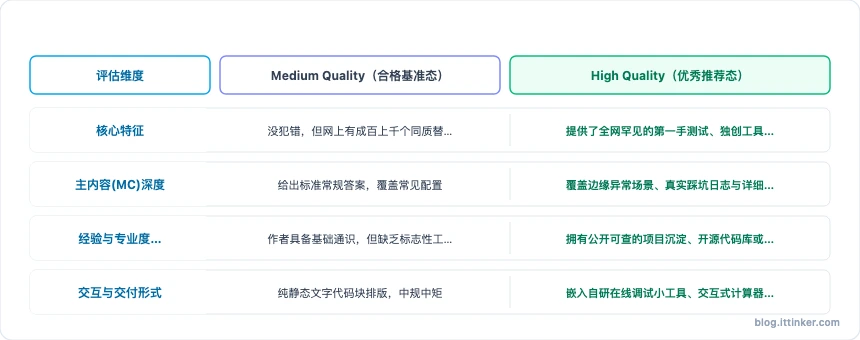 评估维度
Medium Quality（合格基准态）
High Quality（优秀推荐态）
核心特征
没犯错，但网上有成百上千个同质替...
提供了全网罕见的第一手测试、独创工具...
主内容(MC)深度
给出标准常规答案，覆盖常见配置
覆盖边缘异常场景、真实踩坑日志与详细...
经验与专业度...
作者具备基础通识，但缺乏标志性工...
拥有公开可查的项目沉淀、开源代码库或...
交互与交付形式
纯静态文字代码块排版，中规中矩
嵌入自研在线调试小工具、交互式计算器...
blog.ittinker.com